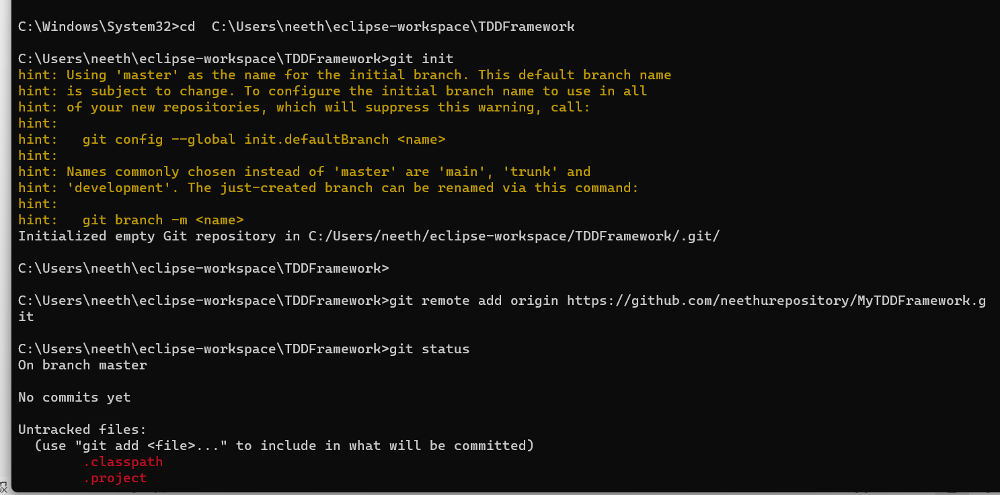 C:\Windows\System32>cd  C:\Users\neeth\eclipse-workspace\TDDFramework
C:\Users\neeth\eclipse-workspace\TDDFramework>git init
hint: Using 'master' as the name for the initial branch. This default branch name
hint: is subject to change. To configure the initial branch name to use in all
hint: of your new repositories, which will suppress this warning, call:
hint:
hint:   git config --global init.defaultBranch <name>
hint:
hint: Names commonly chosen instead of 'master' are 'main', 'trunk' and
hint: 'development'. The just-created branch can be renamed via this command:
hint:
hint:   git branch -m <name>
Initialized empty Git repository in C:/Users/neeth/eclipse-workspace/TDDFramework/.git/
C:\Users\neeth\eclipse-workspace\TDDFramework>
C:\Users\neeth\eclipse-workspace\TDDFramework>git remote add origin https://github.com/neethurepository/MyTDDFramework.g
it
C:\Users\neeth\eclipse-workspace\TDDFramework>git status
On branch master
No commits yet
Untracked files:
  (use "git add <file>..." to include in what will be committed)
        .classpath
        .project